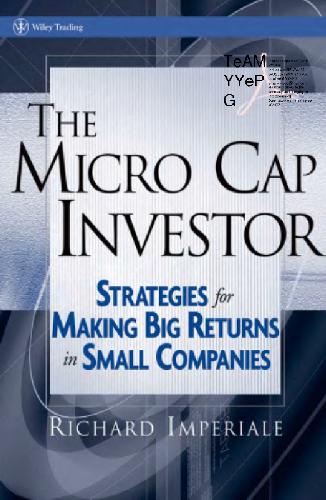 Wiley Trading
TeAM
YYeP
G
THE
MICRO CAP
INVESTOR
STRATEGIES for
MAKING BIG RETURNS
in SMALL COMPANIES
RICHARD IMPERIALE